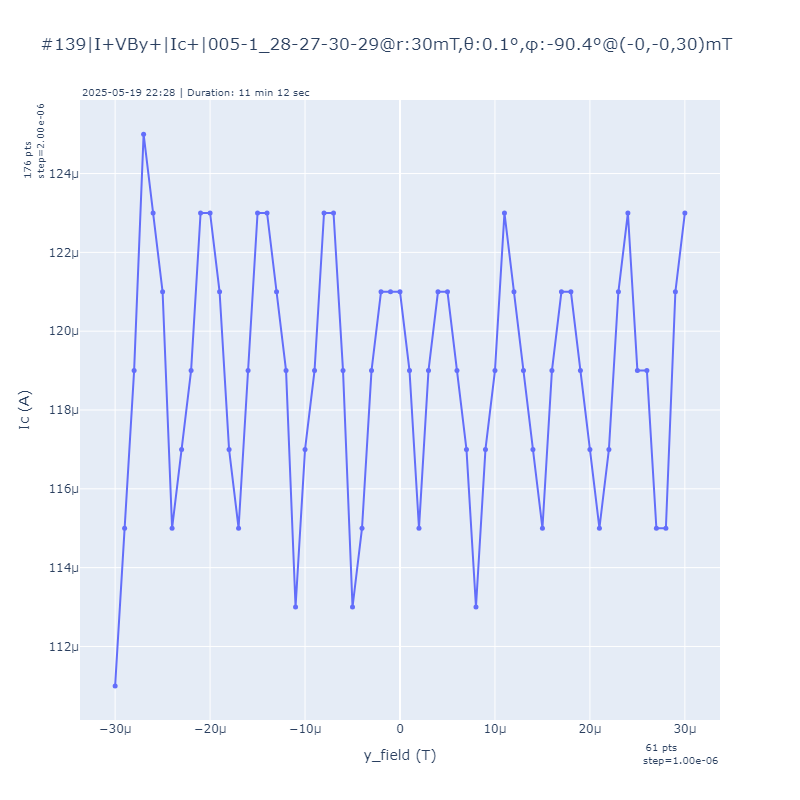 #139|I+VBy+|Ic+|005-1_28-27-30-29@r:30mT,θ:0.1°,φ:-90.4°@(-0,-0,30)mT
2025-05-19 22:28 | Duration: 11 min 12 sec
176 pts
step=2.00e-06
124μ
122μ
120μ
118μ
116μ
114μ
112μ
Ic (A)
−30μ
−20μ
−10μ
0
10μ
20μ
30μ
y_field (T)
61 pts
step=1.00e-06